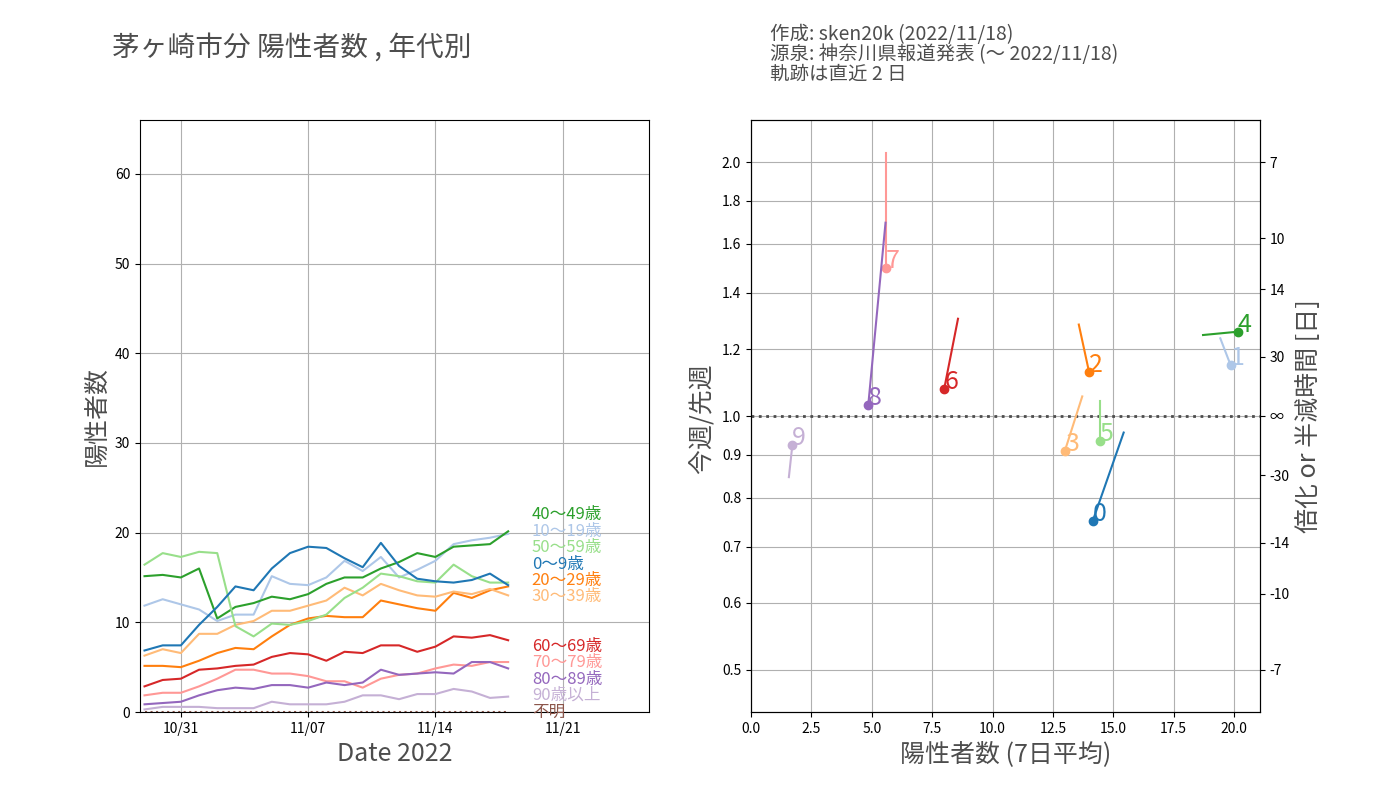 茅ヶ崎市分 陽性者数 , 年代別
作成: sken20k (2022/11/18)
源泉: 神奈川県報道発表 (～ 2022/11/18)
軌跡は直近 2 日
陽性者数
60
50
40
30
20
10
0
10/31
11/07
11/14
11/21
Date 2022
40～49歳
10～19歳
50～59歳
0～9歳
20～29歳
30～39歳
60～69歳
70～79歳
80～89歳
90歳以上
不明
今週/先週
2.0
1.8
1.6
1.4
1.2
1.0
0.9
0.8
0.7
0.6
0.5
7
4
1
2
6
8
9
5
3
0
0.0
2.5
5.0
7.5
10.0
12.5
15.0
17.5
20.0
陽性者数 (7日平均)
7
10
14
30
∞
-30
-14
-10
-7
倍化 or 半減時間 [日]